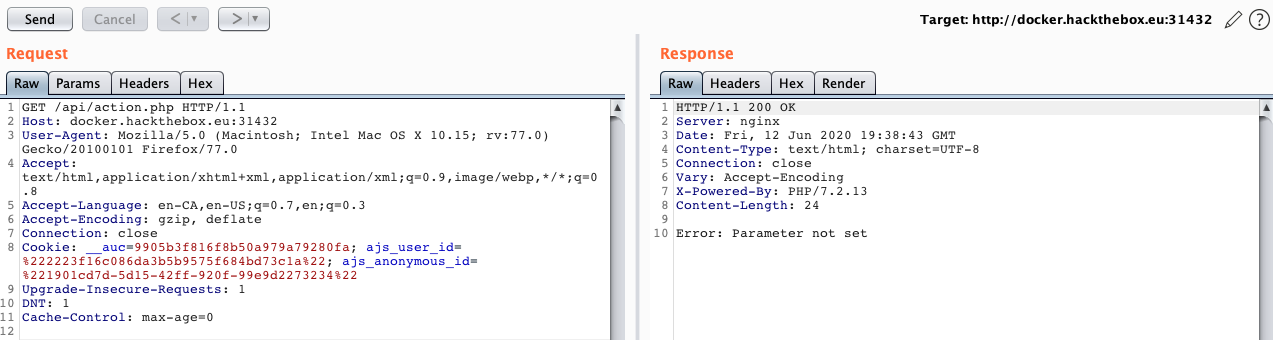 Send
Cancel
< | ▼
> | ▼
Target: http://docker.hackthebox.eu:31432
?
Request
Raw
Params
Headers
Hex
1 GET /api/action.php HTTP/1.1
2 Host: docker.hackthebox.eu:31432
3 User-Agent: Mozilla/5.0 (Macintosh; Intel Mac OS X 10.15; rv:77.0)
Gecko/20100101 Firefox/77.0
4 Accept:
text/html,application/xhtml+xml,application/xml;q=0.9,image/webp,*/*;q=0
.8
5 Accept-Language: en-CA,en-US;q=0.7,en;q=0.3
6 Accept-Encoding: gzip, deflate
7 Connection: close
8 Cookie: __auc=9905b3f816f8b50a979a79280fa; ajs_user_id=
%222223f16c086da3b5b9575f684bd73c1a%22; ajs_anonymous_id=
%221901cd7d-5d15-42ff-920f-99e9d2273234%22
9 Upgrade-Insecure-Requests: 1
10 DNT: 1
11 Cache-Control: max-age=0
12
Response
Raw
Headers
Hex
Render
1 HTTP/1.1 200 OK
2 Server: nginx
3 Date: Fri, 12 Jun 2020 19:38:43 GMT
4 Content-Type: text/html; charset=UTF-8
5 Connection: close
6 Vary: Accept-Encoding
7 X-Powered-By: PHP/7.2.13
8 Content-Length: 24
9
10 Error: Parameter not set